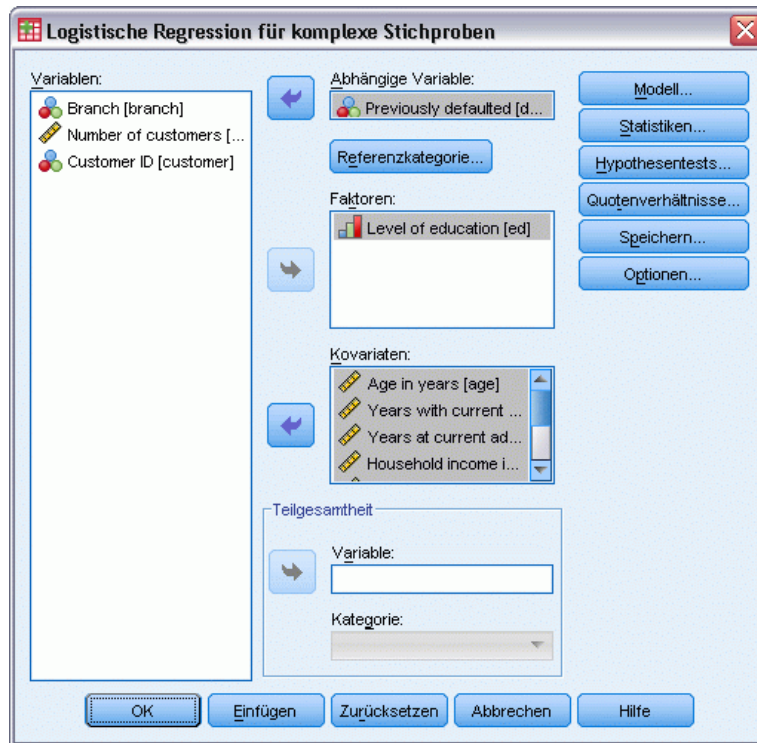 Logistische Regression für komplexe Stichproben
Variablen:
Branch [branch]
Number of customers [...
Customer ID [customer]
Abhängige Variable:
Previously defaulted [d...
Referenzkategorie...
Faktoren:
Level of education [ed]
Kovariaten:
Age in years [age]
Years with current ...
Years at current ad...
Household income i...
Teilgesamtheit
Variable:
Kategorie:
Modell...
Statistiken...
Hypothesentests...
Quotenverhältnisse...
Speichern...
Optionen...
OK
Einfügen
Zurücksetzen
Abbrechen
Hilfe